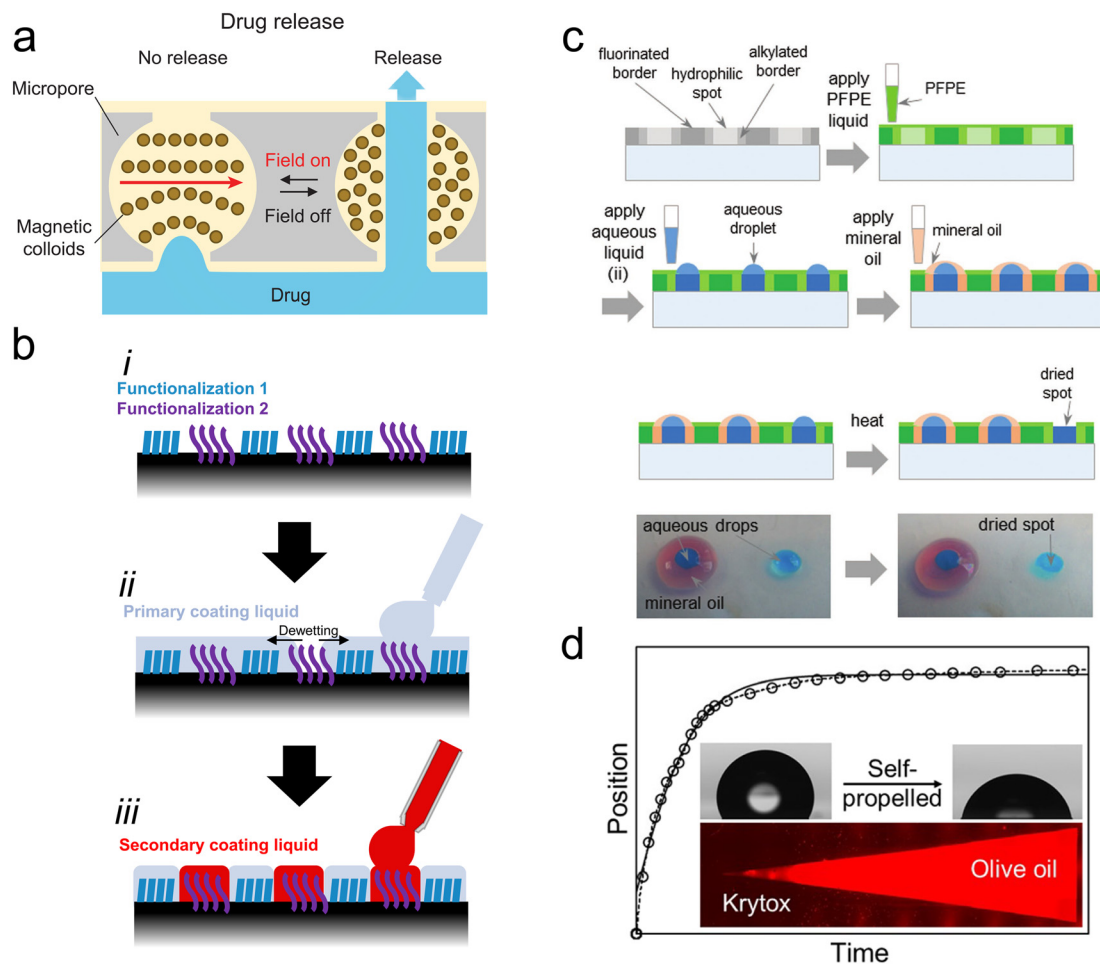 a
Drug release
No release
Release
Micropore
Field on
Field off
Magnetic
colloids
Drug
b
i
Functionalization 1
Functionalization 2
ii
Primary coating liquid
Dewetting
iii
Secondary coating liquid
c
fluorinated
border
hydrophilic
spot
alkylated
border
apply
PFPE
liquid
PFPE
apply
aqueous
liquid
(ii)
aqueous
droplet
apply
mineral
oil
mineral oil
heat
dried
spot
aqueous drops
mineral oil
dried spot
d
Position
Self-
propelled
Olive oil
Krytox
Time